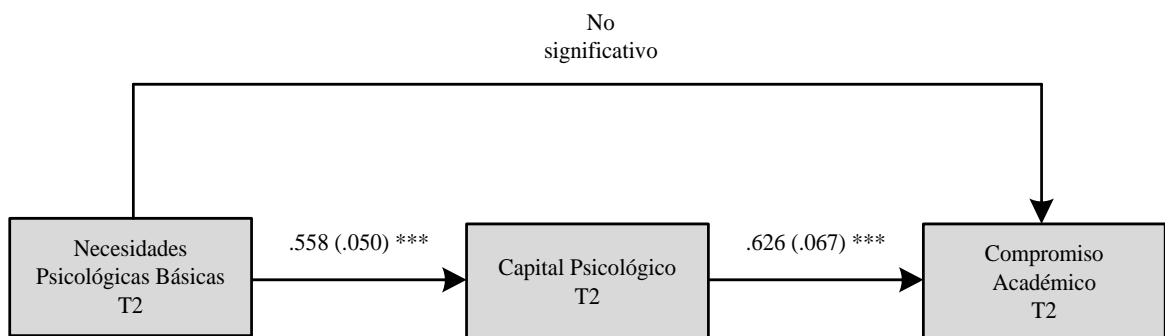 No
significativo
Necesidades
Psicológicas Básicas
T2
.558 (.050) ***
Capital Psicológico
T2
.626 (.067) ***
Compromiso
Académico
T2